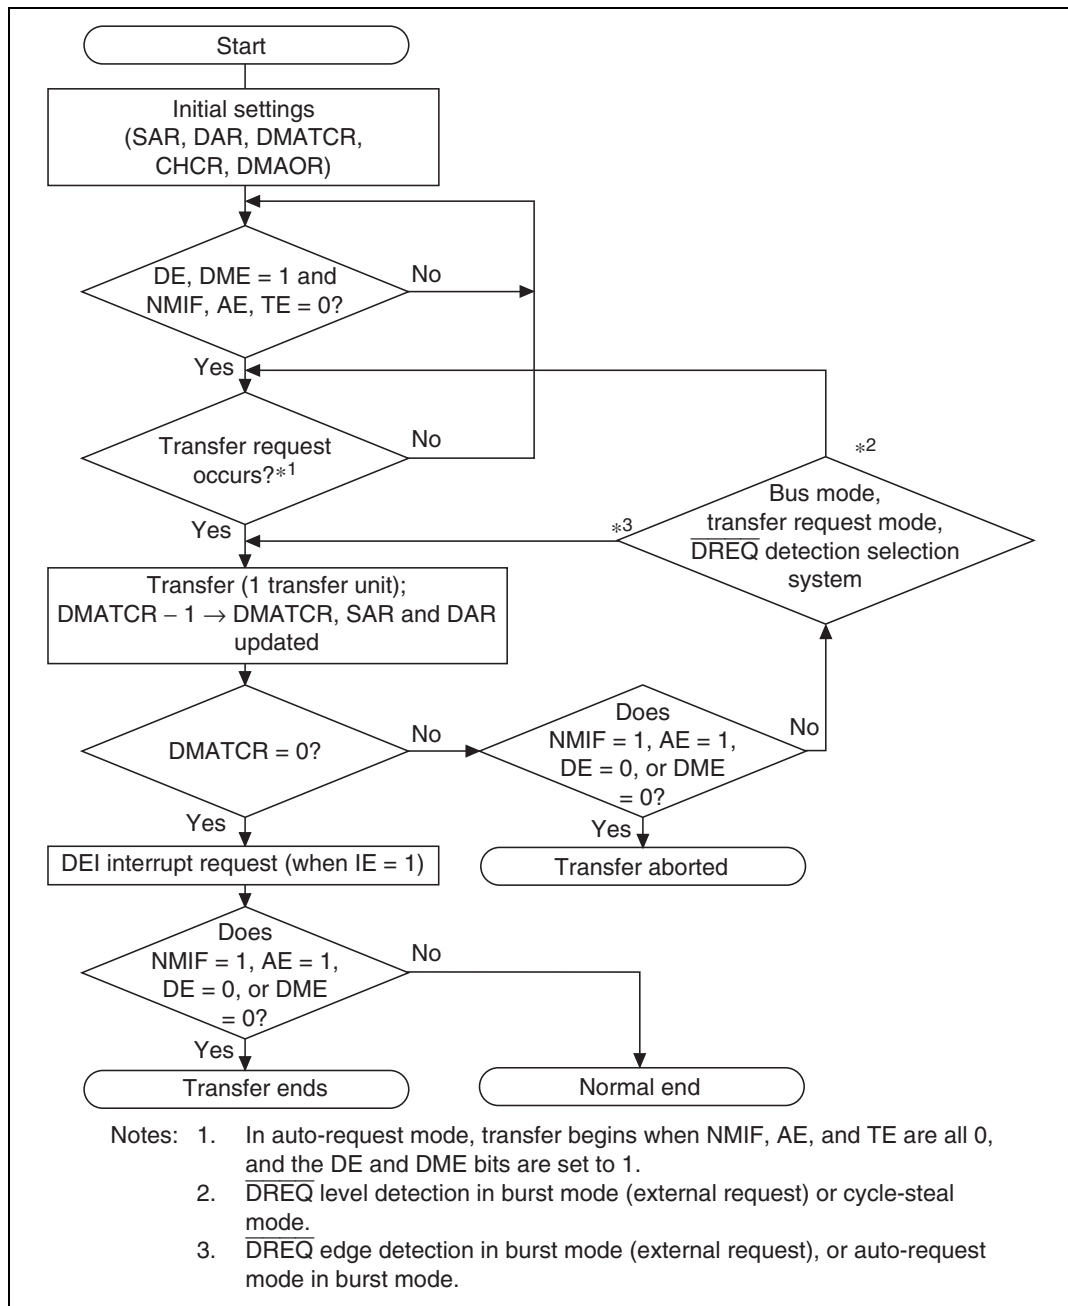 Start
Initial settings
(SAR, DAR, DMATCR,
CHCR, DMAOR)
DE, DME = 1 and
NMIF, AE, TE = 0?
No
Yes
Transfer request
occurs?*1
No
*2
Bus mode,
transfer request mode,
D̅R̅E̅Q̅ detection selection
system
Yes
*3
Transfer (1 transfer unit);
DMATCR – 1 → DMATCR, SAR and DAR
updated
DMATCR = 0?
No
Does
NMIF = 1, AE = 1,
DE = 0, or DME
= 0?
No
Yes
Yes
DEI interrupt request (when IE = 1)
Transfer aborted
Does
NMIF = 1, AE = 1,
DE = 0, or DME
= 0?
No
Yes
Transfer ends
Normal end
Notes: 1. In auto-request mode, transfer begins when NMIF, AE, and TE are all 0,
and the DE and DME bits are set to 1.
2. D̅R̅E̅Q̅ level detection in burst mode (external request) or cycle-steal
mode.
3. D̅R̅E̅Q̅ edge detection in burst mode (external request), or auto-request
mode in burst mode.